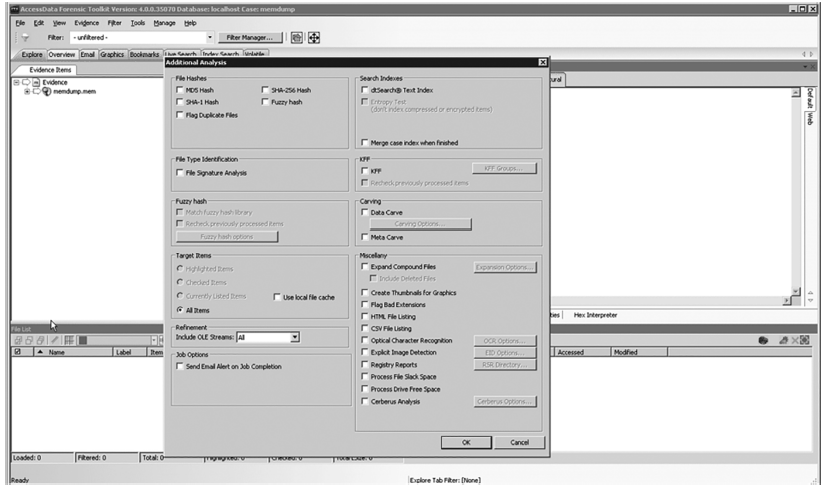 AccessData Forensic Toolkit Version: 4.0.0.35070 Database: localhost Case: memdump
File Edit View Evidence Filter Tools Manage Help
Filter: - unfiltered - Filter Manager...
Explore Overview Email Graphics Bookmarks Live Search Index Search Volatile
Evidence Items
Evidence
memdump.mem
Additional Analysis
File Hashes
MD5 Hash SHA-256 Hash
SHA-1 Hash Fuzzy hash
Flag Duplicate Files
File Type Identification
File Signature Analysis
Fuzzy hash
Match fuzzy hash library
Recheck previously processed items
Fuzzy hash options
Target Items
Highlighted Items
Checked Items
Currently Listed Items Use local file cache
All Items
Refinement
Include OLE Streams: All
Job Options
Send Email Alert on Job Completion
Search Indexes
dtSearch® Text Index
Entropy Test
(don't index compressed or encrypted items)
Merge case index when finished
KFF
KFF KFF Groups...
Recheck previously processed items
Carving
Data Carve
Carving Options...
Meta Carve
Miscellany
Expand Compound Files Expansion Options...
Include Deleted Files
Create Thumbnails for Graphics
Flag Bad Extensions
HTML File Listing
CSV File Listing
Optical Character Recognition OCR Options...
Explicit Image Detection EID Options...
Registry Reports RSR Directory...
Process File Slack Space
Process Drive Free Space
Cerberus Analysis Cerberus Options...
OK Cancel
ural
Default Web
ties Hex Interpreter
File List
Name Label Item Accessed Modified
Loaded: 0 Filtered: 0 Total: 0 Highlighted: 0 Checked: 0 Total LSize: 0
Ready Explore Tab Filter: [None]